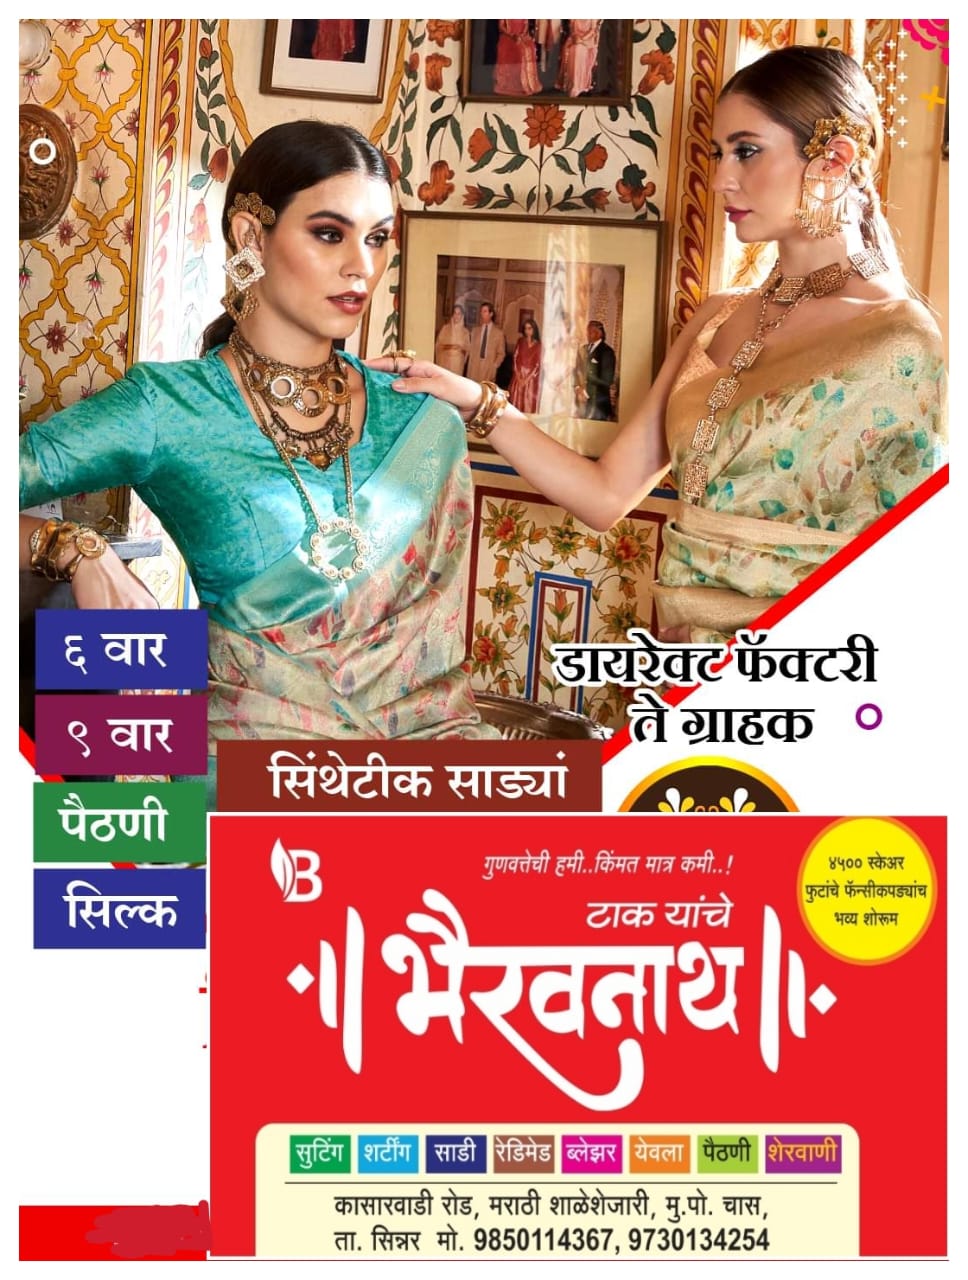 ६ वार
९ वार
पैठणी
सिल्क
डायरेक्ट फॅक्टरी
ते ग्राहक
सिंथेटीक साड्यां
B
गुणवत्तेची हमी..किंमत मात्र कमी..!
४५०० स्केअर
फुटांचे फॅन्सीकपड्यांच
भव्य शोरूम
टाक यांचे
॥ भैरवनाथ ॥
सुटिंग शर्टींग साडी रेडिमेड ब्लेझर येवला पैठणी शेरवाणी
कासारवाडी रोड, मराठी शाळेशेजारी, मु.पो. चास,
ता. सिन्नर मो. 9850114367, 9730134254